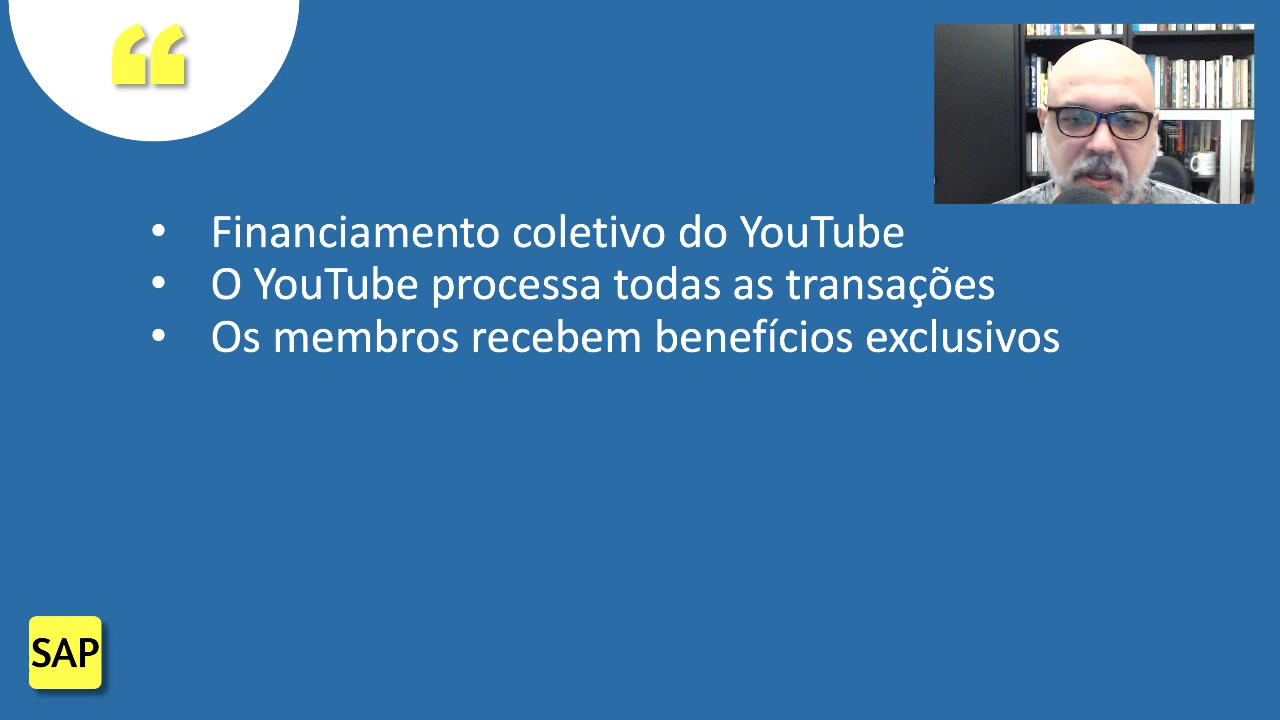 “
• Financiamento coletivo do YouTube
• O YouTube processa todas as transações
• Os membros recebem benefícios exclusivos
SAP